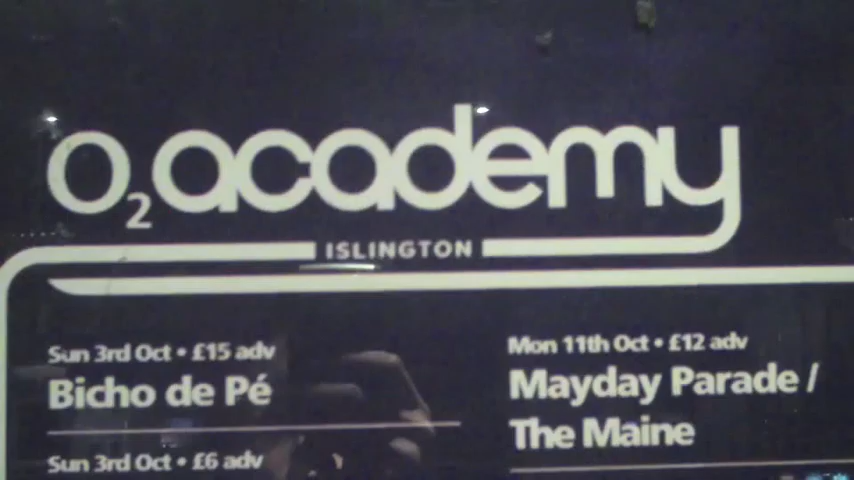 O2 academy
ISLINGTON
Sun 3rd Oct • £15 adv
Bicho de Pé
Sun 3rd Oct • £6 adv
Mon 11th Oct • £12 adv
Mayday Parade /
The Maine